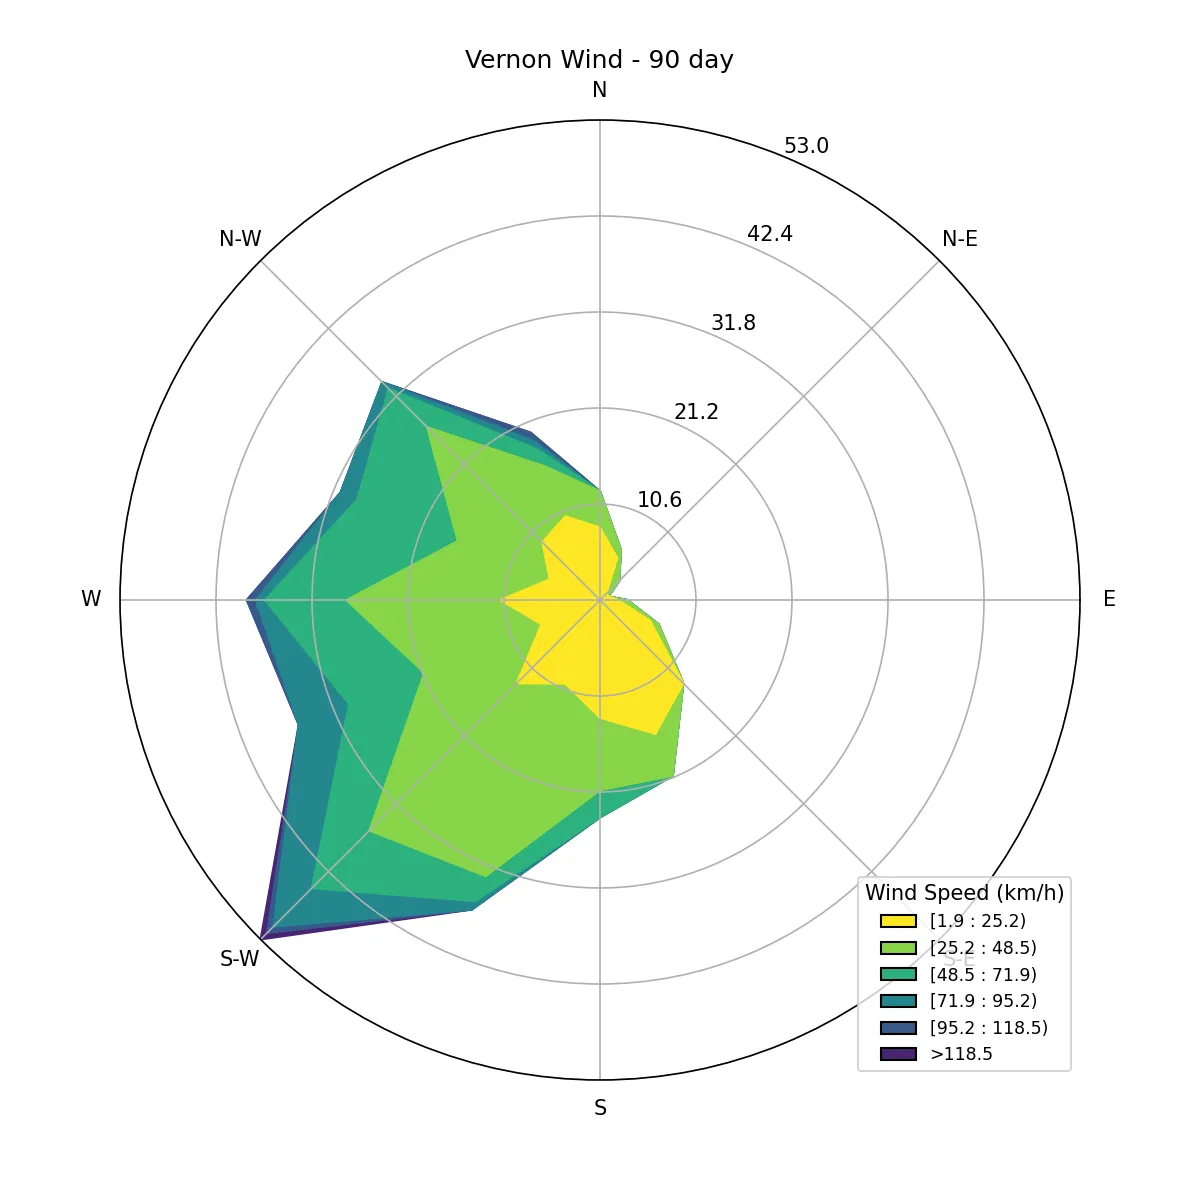 Vernon Wind - 90 day
N
53.0
42.4
N-W
N-E
31.8
21.2
10.6
W
E
Wind Speed (km/h)
[1.9 : 25.2)
[25.2 : 48.5)
S-W
S-E
[48.5 : 71.9)
[71.9 : 95.2)
[95.2 : 118.5)
>118.5
S